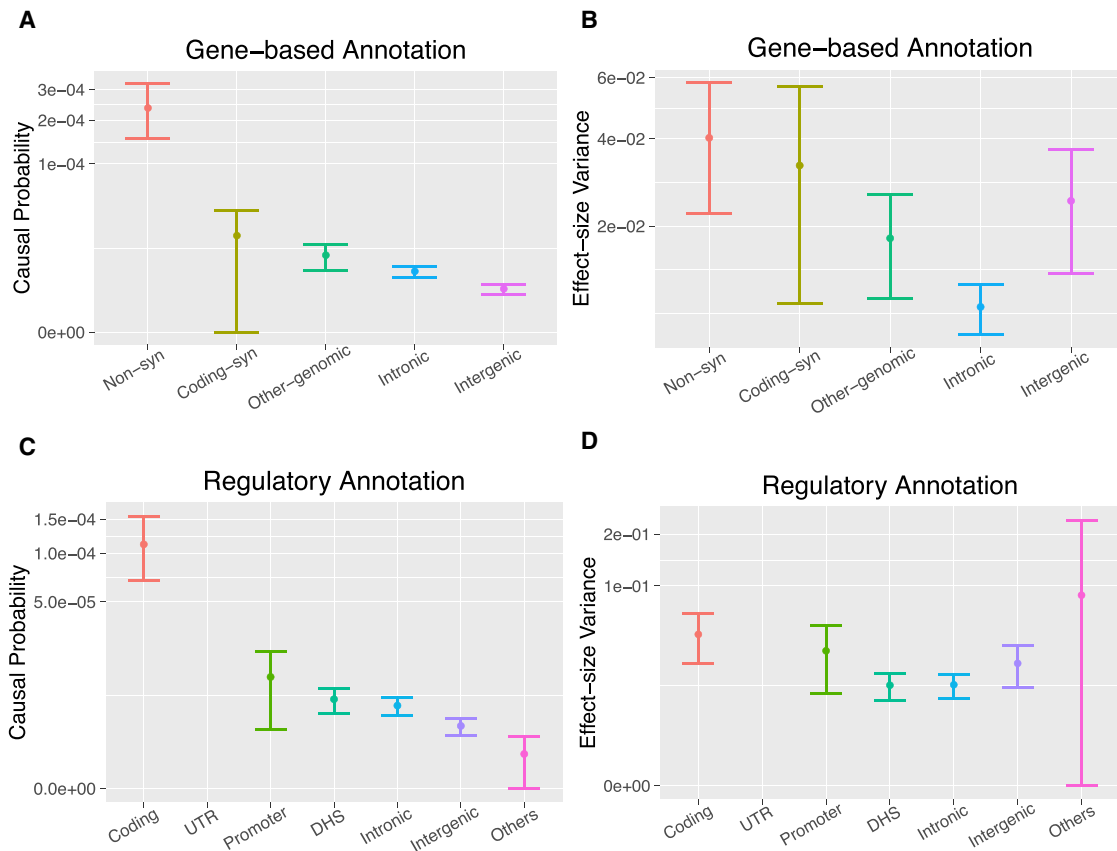 A
Gene−based Annotation
Causal Probability
3e−04
2e−04
1e−04
0e+00
Non−syn
Coding−syn
Other−genomic
Intronic
Intergenic
B
Gene−based Annotation
Effect−size Variance
6e−02
4e−02
2e−02
Non−syn
Coding−syn
Other−genomic
Intronic
Intergenic
C
Regulatory Annotation
Causal Probability
1.5e−04
1.0e−04
5.0e−05
0.0e+00
Coding
UTR
Promoter
DHS
Intronic
Intergenic
Others
D
Regulatory Annotation
Effect−size Variance
2e−01
1e−01
0e+00
Coding
UTR
Promoter
DHS
Intronic
Intergenic
Others